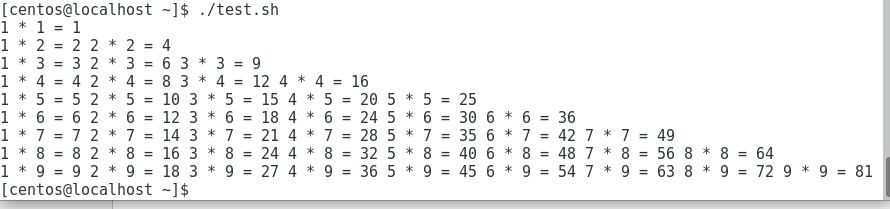 [centos@localhost ~]$ ./test.sh
1 * 1 = 1
1 * 2 = 2 2 * 2 = 4
1 * 3 = 3 2 * 3 = 6 3 * 3 = 9
1 * 4 = 4 2 * 4 = 8 3 * 4 = 12 4 * 4 = 16
1 * 5 = 5 2 * 5 = 10 3 * 5 = 15 4 * 5 = 20 5 * 5 = 25
1 * 6 = 6 2 * 6 = 12 3 * 6 = 18 4 * 6 = 24 5 * 6 = 30 6 * 6 = 36
1 * 7 = 7 2 * 7 = 14 3 * 7 = 21 4 * 7 = 28 5 * 7 = 35 6 * 7 = 42 7 * 7 = 49
1 * 8 = 8 2 * 8 = 16 3 * 8 = 24 4 * 8 = 32 5 * 8 = 40 6 * 8 = 48 7 * 8 = 56 8 * 8 = 64
1 * 9 = 9 2 * 9 = 18 3 * 9 = 27 4 * 9 = 36 5 * 9 = 45 6 * 9 = 54 7 * 9 = 63 8 * 9 = 72 9 * 9 = 81
[centos@localhost ~]$